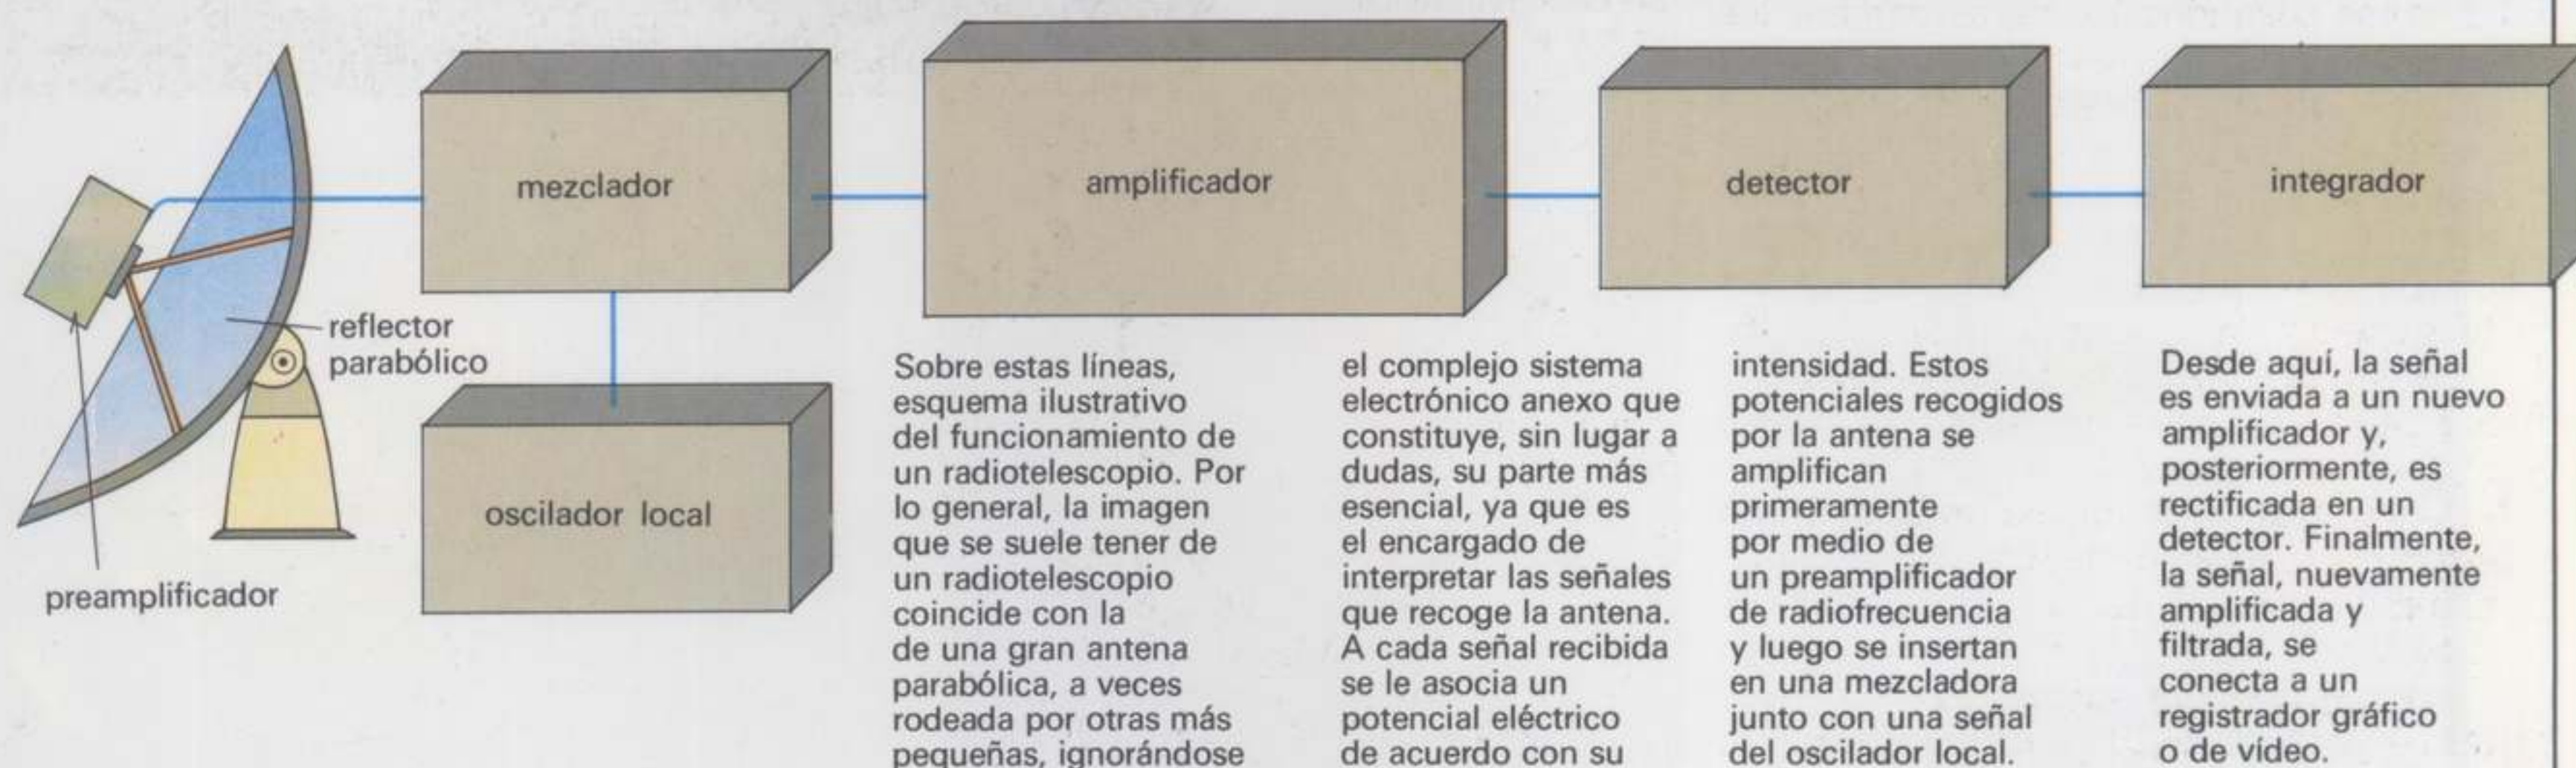 mezclador
amplificador
detector
integrador
reflector
parabólico
oscilador local
preamplificador
Sobre estas líneas,
esquema ilustrativo
del funcionamiento de
un radiotelescopio. Por
lo general, la imagen
que se suele tener de
un radiotelescopio
coincide con la
de una gran antena
parabólica, a veces
rodeada por otras más
pequeñas, ignorándose
el complejo sistema
electrónico anexo que
constituye, sin lugar a
dudas, su parte más
esencial, ya que es
el encargado de
interpretar las señales
que recoge la antena.
A cada señal recibida
se le asocia un
potencial eléctrico
de acuerdo con su
intensidad. Estos
potenciales recogidos
por la antena se
amplifican
primeramente
por medio de
un preamplificador
de radiofrecuencia
y luego se insertan
en una mezcladora
junto con una señal
del oscilador local.
Desde aquí, la señal
es enviada a un nuevo
amplificador y,
posteriormente, es
rectificada en un
detector. Finalmente,
la señal, nuevamente
amplificada y
filtrada, se
conecta a un
registrador gráfico
o de vídeo.